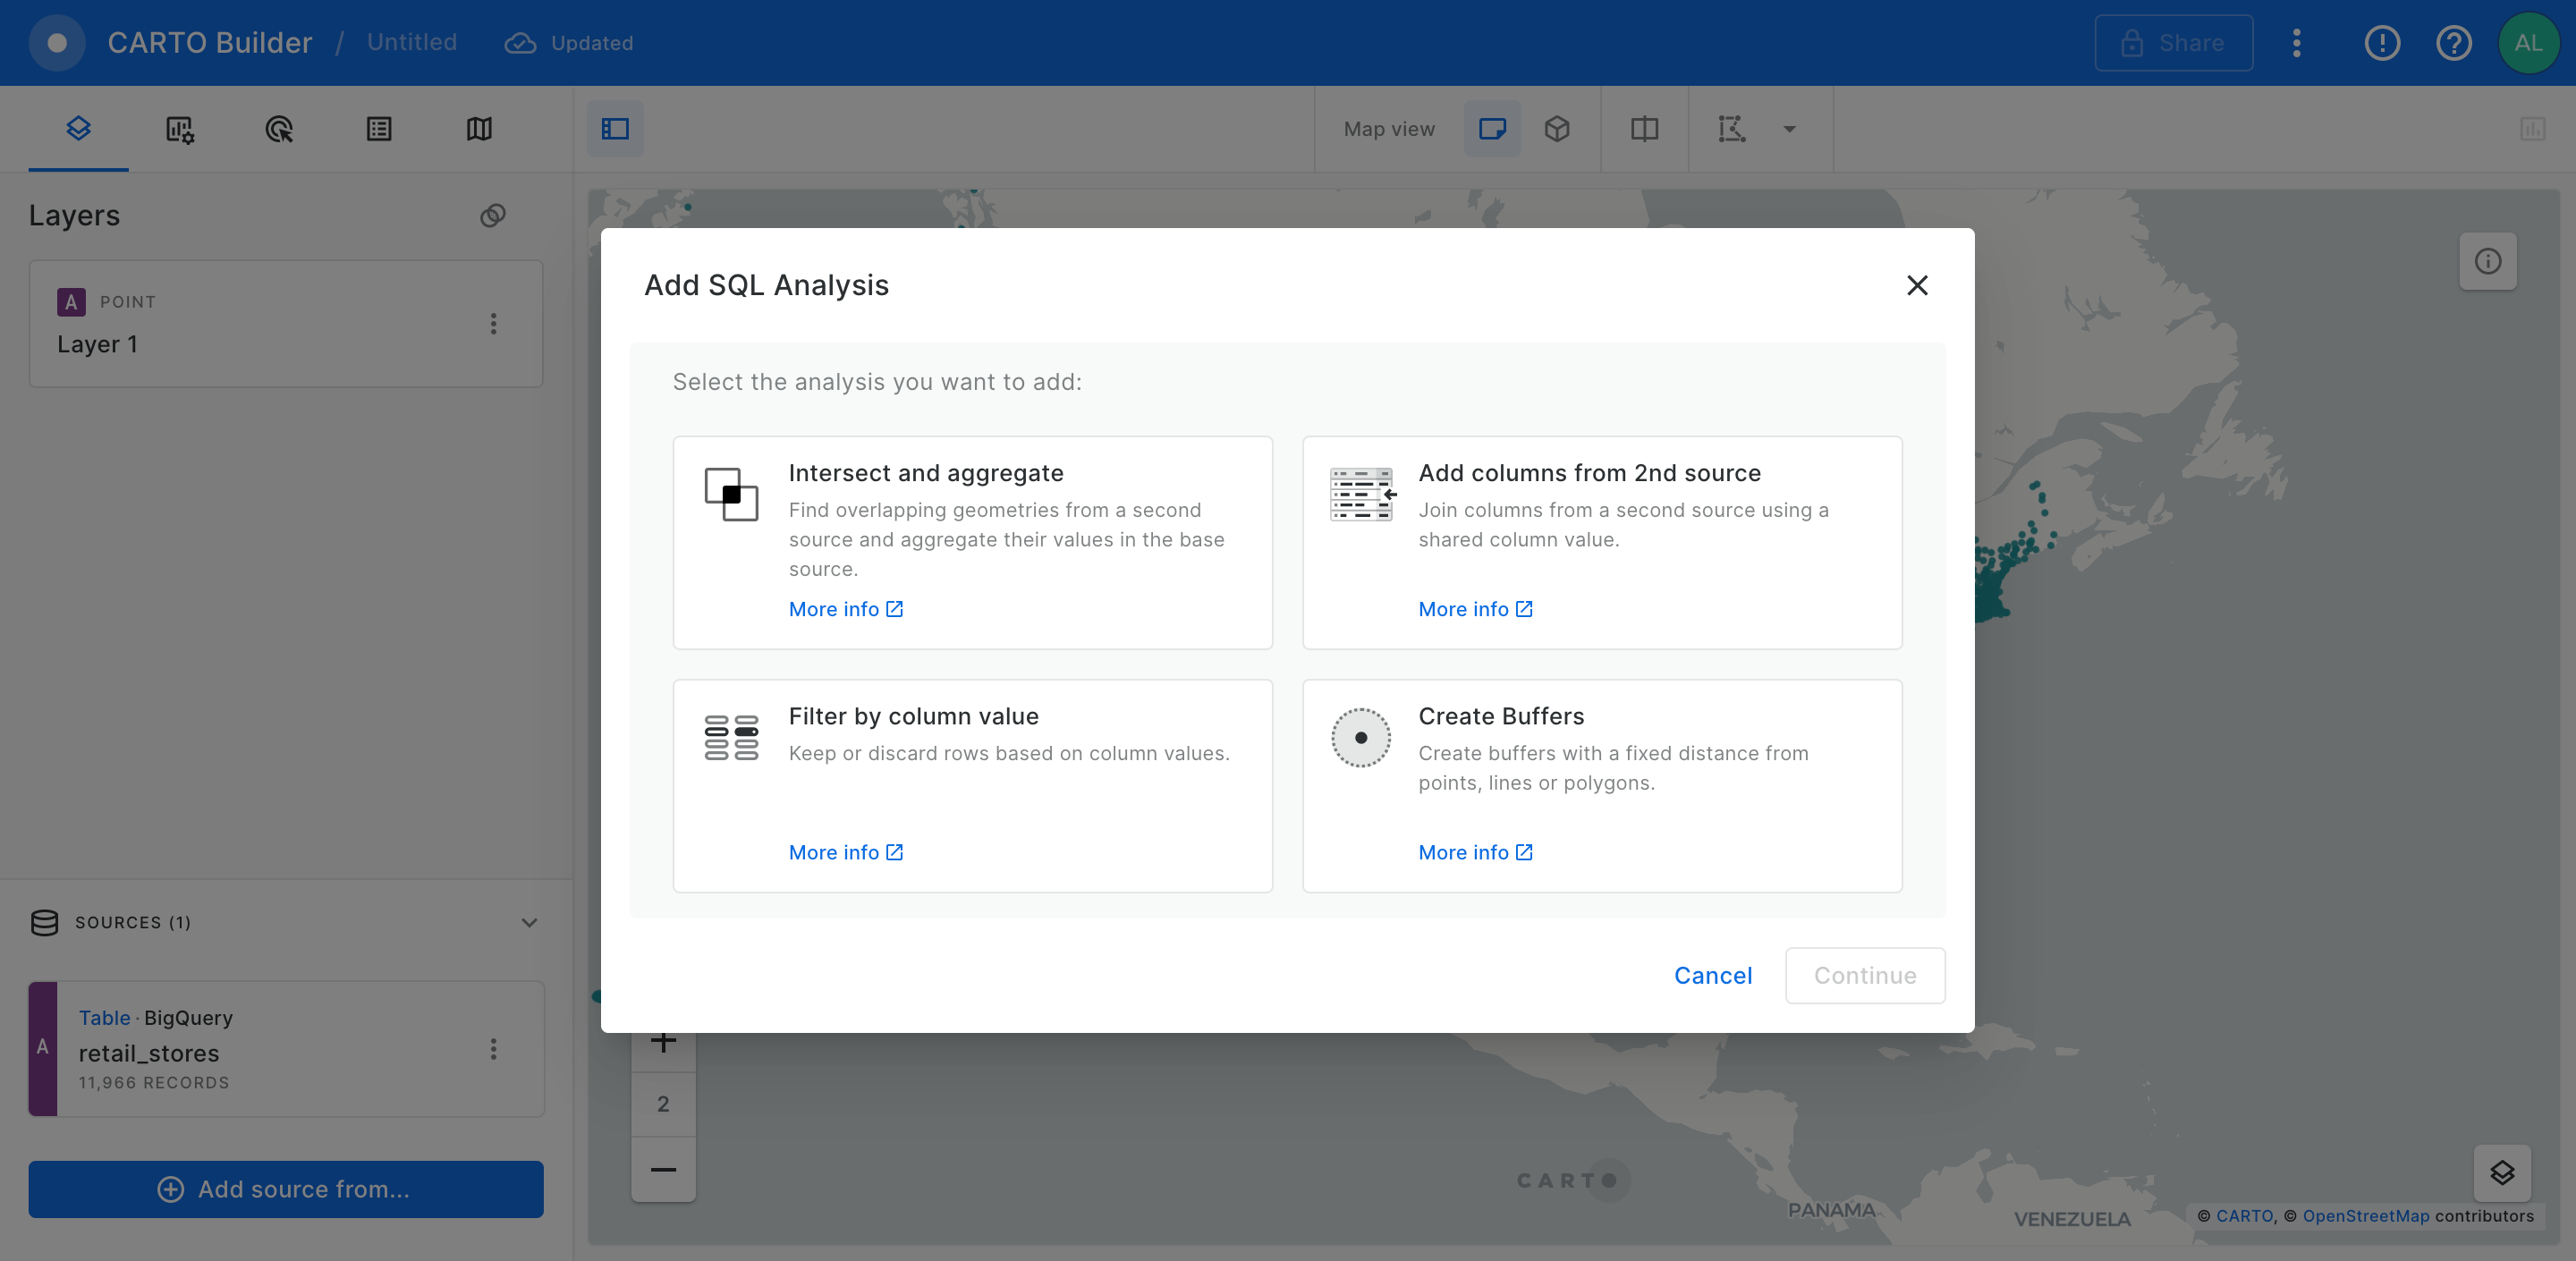 CARTO Builder / Untitled Updated Share AL
Map view
Layers
A POINT
Layer 1
Add SQL Analysis
Select the analysis you want to add:
Intersect and aggregate
Find overlapping geometries from a second
source and aggregate their values in the base
source.
More info
Add columns from 2nd source
Join columns from a second source using a
shared column value.
More info
Filter by column value
Keep or discard rows based on column values.
More info
Create Buffers
Create buffers with a fixed distance from
points, lines or polygons.
More info
Cancel Continue
SOURCES (1)
A
Table · BigQuery
retail_stores
11,966 RECORDS
Add source from...
2
CARTO
PANAMA
VENEZUELA
© CARTO, © OpenStreetMap contributors